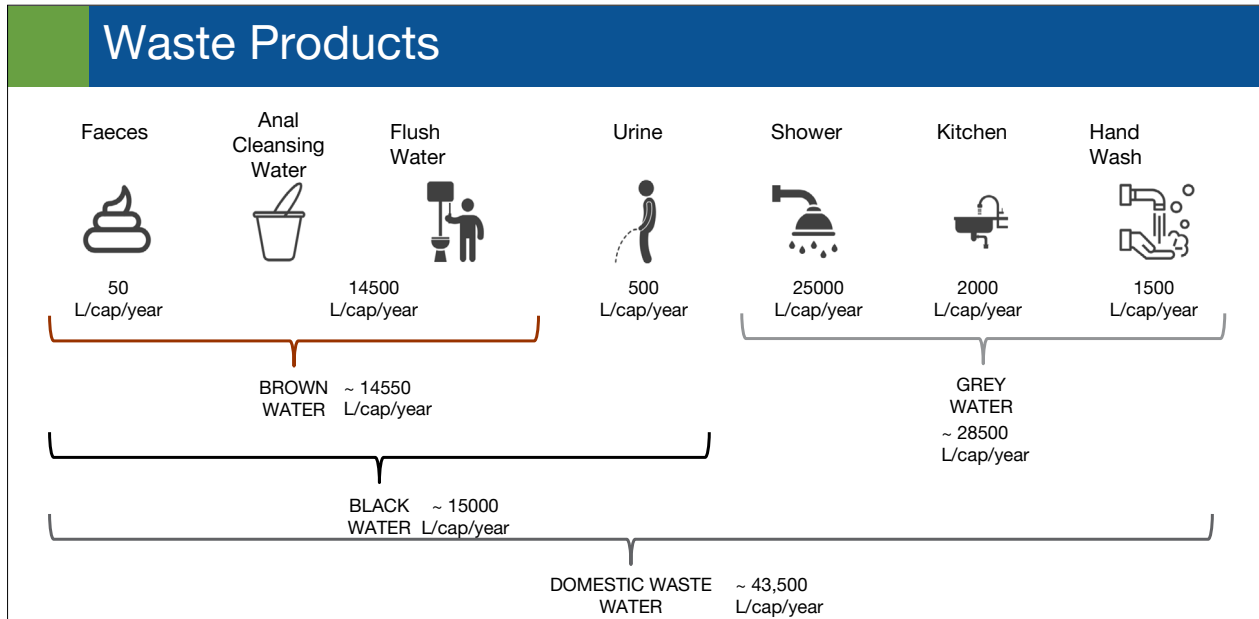 Waste Products
Faeces
Anal
Cleansing
Water
Flush
Water
Urine
Shower
Kitchen
Hand
Wash
50
L/cap/year
14500
L/cap/year
500
L/cap/year
25000
L/cap/year
2000
L/cap/year
1500
L/cap/year
BROWN ~ 14550
WATER L/cap/year
GREY
WATER
~ 28500
L/cap/year
BLACK ~ 15000
WATER L/cap/year
DOMESTIC WASTE ~ 43,500
WATER L/cap/year